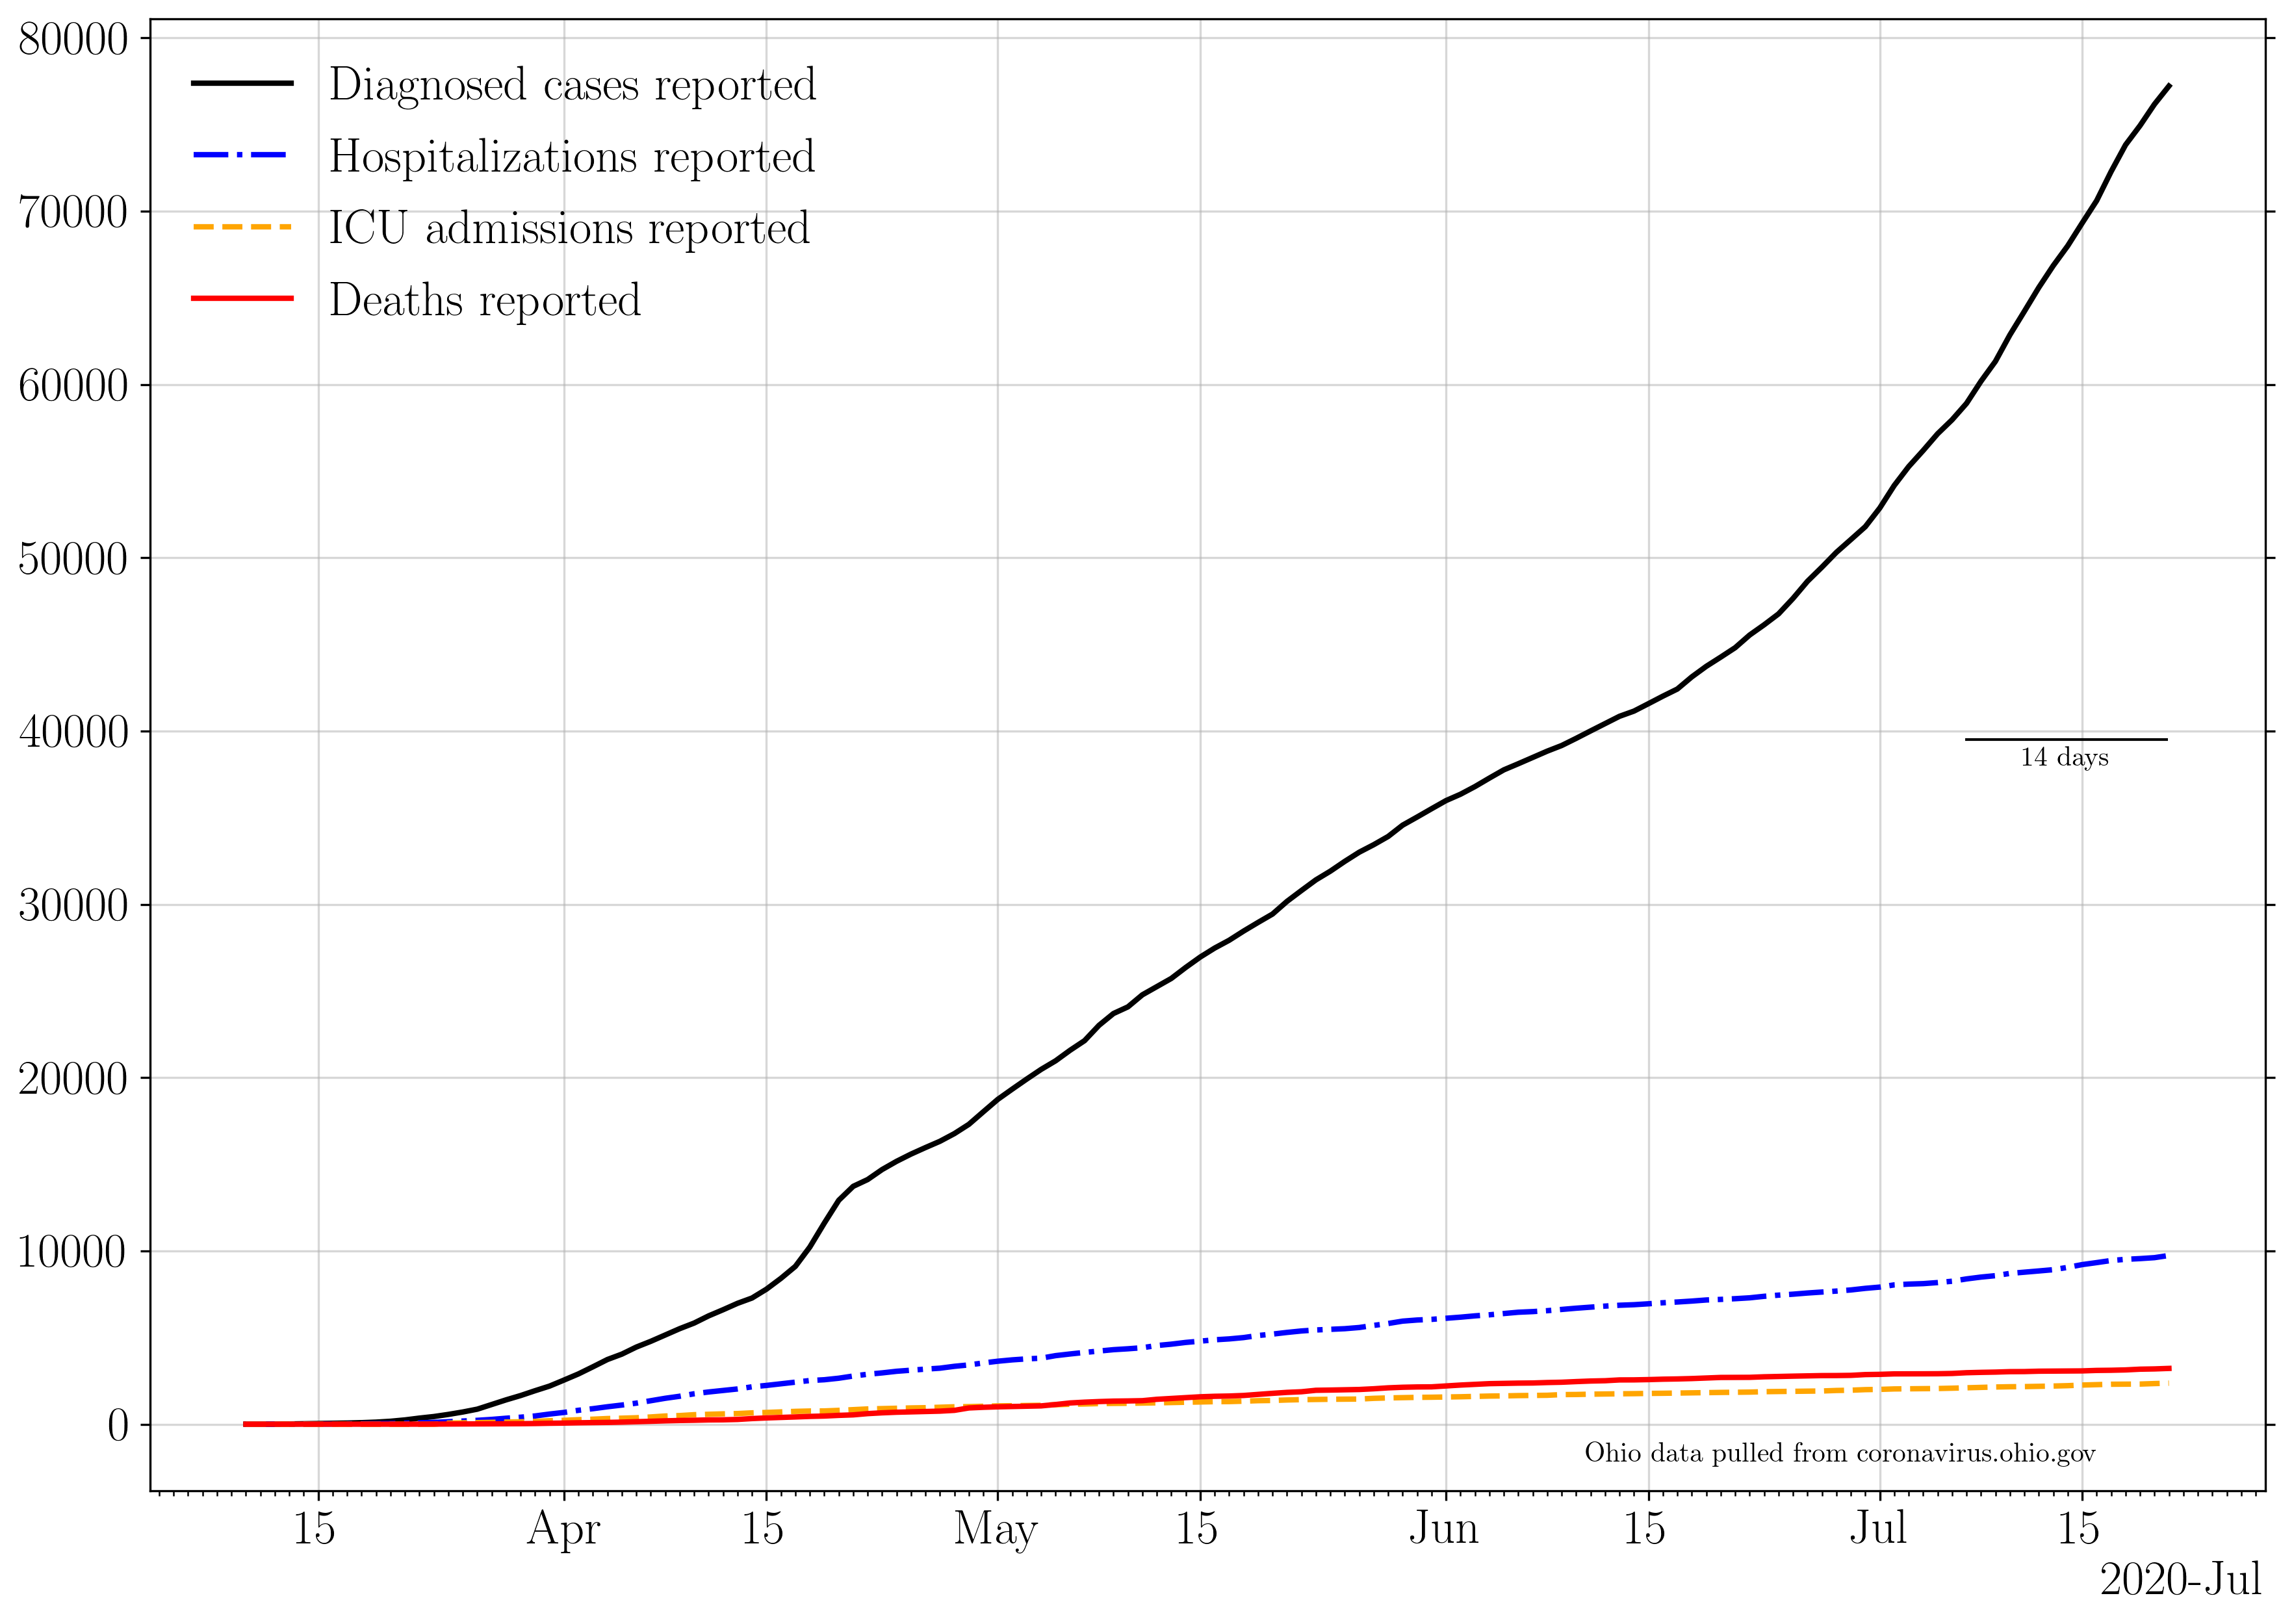 80000
70000
60000
50000
40000
30000
20000
10000
0
Diagnosed cases reported
Hospitalizations reported
ICU admissions reported
Deaths reported
14 days
Ohio data pulled from coronavirus.ohio.gov
15 Apr 15 May 15 Jun 15 Jul 15
2020-Jul